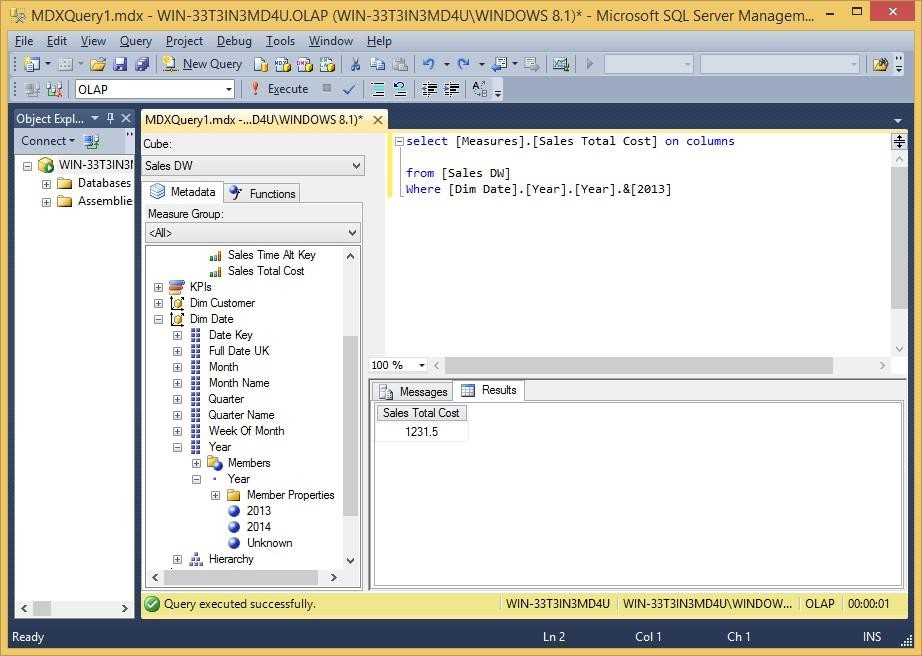 MDXQuery1.mdx - WIN-33T3IN3MD4U.OLAP (WIN-33T3IN3MD4U\WINDOWS 8.1)* - Microsoft SQL Server Managem...
File Edit View Query Project Debug Tools Window Help
New Query
OLAP Execute
Object Expl...
Connect
WIN-33T3IN3
Databases
Assemblie
MDXQuery1.mdx -...D4U\WINDOWS 8.1)*
Cube:
Sales DW
Metadata Functions
Measure Group:
<All>
Sales Time Alt Key
Sales Total Cost
KPIs
Dim Customer
Dim Date
Date Key
Full Date UK
Month
Month Name
Quarter
Quarter Name
Week Of Month
Year
Members
Year
Member Properties
2013
2014
Unknown
Hierarchy
select [Measures].[Sales Total Cost] on columns
from [Sales DW]
Where [Dim Date].[Year].[Year].&[2013]
100 %
Messages Results
Sales Total Cost
1231.5
Query executed successfully. WIN-33T3IN3MD4U WIN-33T3IN3MD4U\WINDOW... OLAP 00:00:01
Ready Ln 2 Col 1 Ch 1 INS